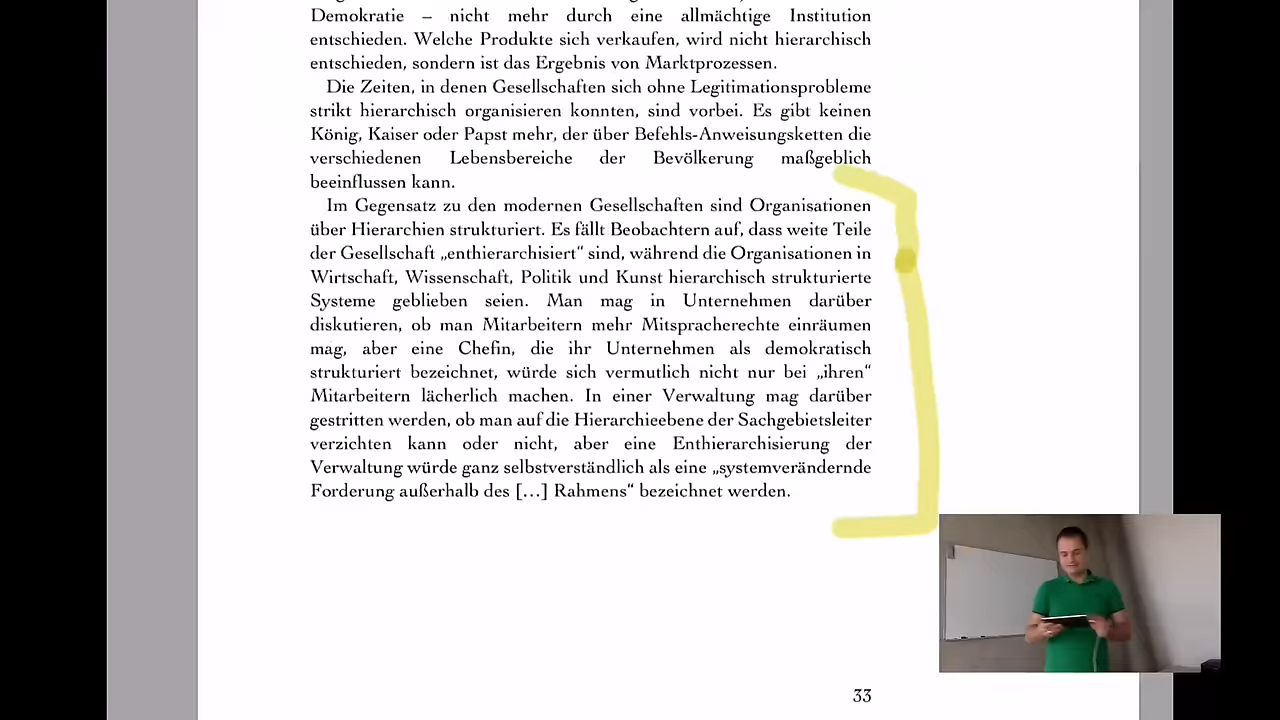 Demokratie – nicht mehr durch eine allmächtige Institution
entschieden. Welche Produkte sich verkaufen, wird nicht hierarchisch
entschieden, sondern ist das Ergebnis von Marktprozessen.
Die Zeiten, in denen Gesellschaften sich ohne Legitimationsprobleme
strikt hierarchisch organisieren konnten, sind vorbei. Es gibt keinen
König, Kaiser oder Papst mehr, der über Befehls-Anweisungsketten die
verschiedenen Lebensbereiche der Bevölkerung maßgeblich
beeinflussen kann.
Im Gegensatz zu den modernen Gesellschaften sind Organisationen
über Hierarchien strukturiert. Es fällt Beobachtern auf, dass weite Teile
der Gesellschaft „enthierarchisiert“ sind, während die Organisationen in
Wirtschaft, Wissenschaft, Politik und Kunst hierarchisch strukturierte
Systeme geblieben seien. Man mag in Unternehmen darüber
diskutieren, ob man Mitarbeitern mehr Mitspracherechte einräumen
mag, aber eine Chefin, die ihr Unternehmen als demokratisch
strukturiert bezeichnet, würde sich vermutlich nicht nur bei „ihren“
Mitarbeitern lächerlich machen. In einer Verwaltung mag darüber
gestritten werden, ob man auf die Hierarchieebene der Sachgebietsleiter
verzichten kann oder nicht, aber eine Enthierarchisierung der
Verwaltung würde ganz selbstverständlich als eine „systemverändernde
Forderung außerhalb des […] Rahmens“ bezeichnet werden.
33